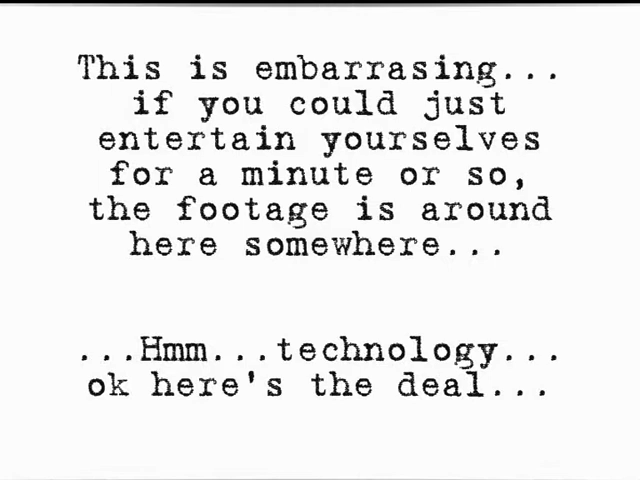 This is embarrasing...
if you could just
entertain yourselves
for a minute or so,
the footage is around
here somewhere...
...Hmm...technology...
ok here's the deal...